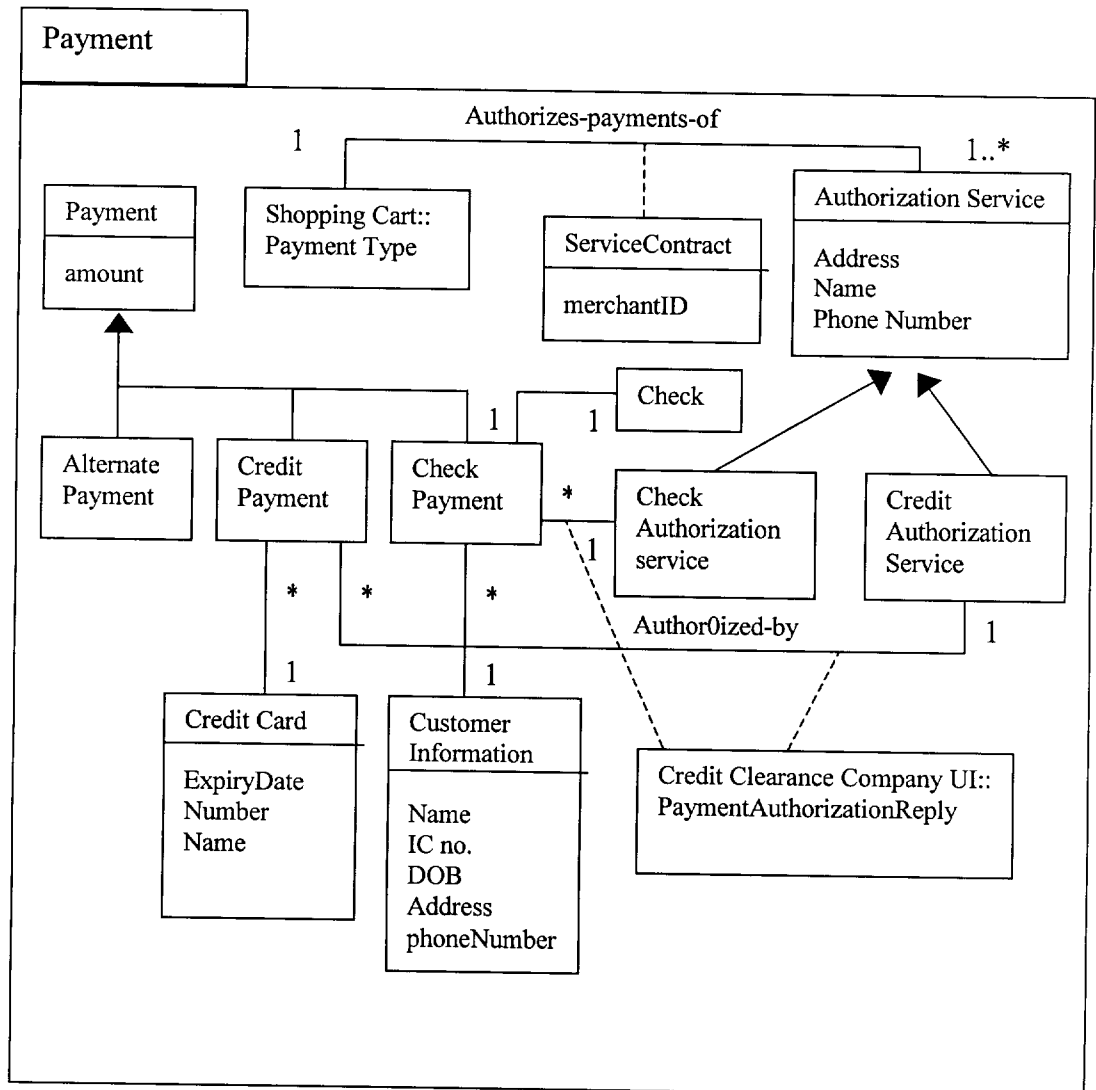 Payment
Authorizes-payments-of
1
1..*
Payment
amount
Shopping Cart::
Payment Type
ServiceContract
merchantID
Authorization Service
Address
Name
Phone Number
Check
1
1
Alternate
Payment
Credit
Payment
Check
Payment
*
1
Check
Authorization
service
Credit
Authorization
Service
*
*
*
Author0ized-by
1
1
1
Credit Card
ExpiryDate
Number
Name
Customer
Information
Name
IC no.
DOB
Address
phoneNumber
Credit Clearance Company UI::
PaymentAuthorizationReply